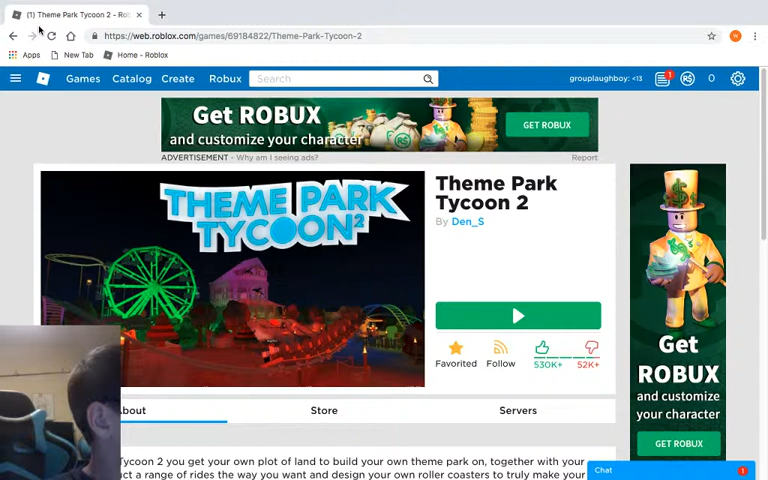 (1) Theme Park Tycoon 2 - Rob
https://web.roblox.com/games/69184822/Theme-Park-Tycoon-2
Apps New Tab Home - Roblox
Games Catalog Create Robux Search grouplaughboy: <13 1 0
Get ROBUX
and customize your character
GET ROBUX
ADVERTISEMENT - Why am I seeing ads? Report
THEME PARK
TYCOON 2
Theme Park
Tycoon 2
By Den_S
Favorited Follow 530K+ 52K+
Get
ROBUX
and customize
your character
GET ROBUX
About Store Servers
Tycoon 2 you get your own plot of land to build your own theme park on, together with your
a range of rides the way you want and design your own roller coasters to truly make your
Chat 1